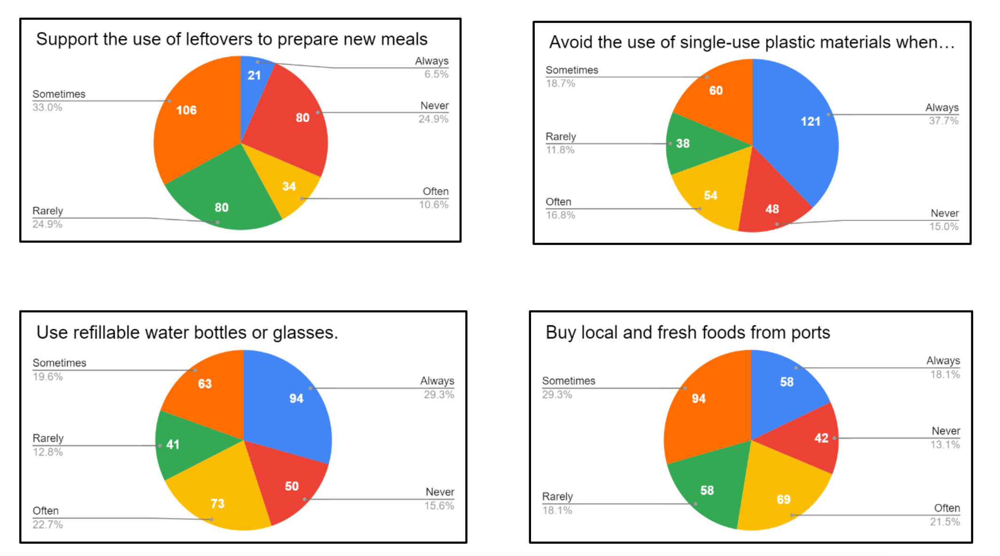 Support the use of leftovers to prepare new meals
Always
6.5%
21
Sometimes
33.0%
106
Never
24.9%
80
Often
10.6%
34
Rarely
24.9%
80
Avoid the use of single-use plastic materials when…
Sometimes
18.7%
60
Always
37.7%
121
Rarely
11.8%
38
Often
16.8%
54
Never
15.0%
48
Use refillable water bottles or glasses.
Sometimes
19.6%
63
Always
29.3%
94
Rarely
12.8%
41
Never
15.6%
50
Often
22.7%
73
Buy local and fresh foods from ports
Always
18.1%
58
Sometimes
29.3%
94
Never
13.1%
42
Rarely
18.1%
58
Often
21.5%
69